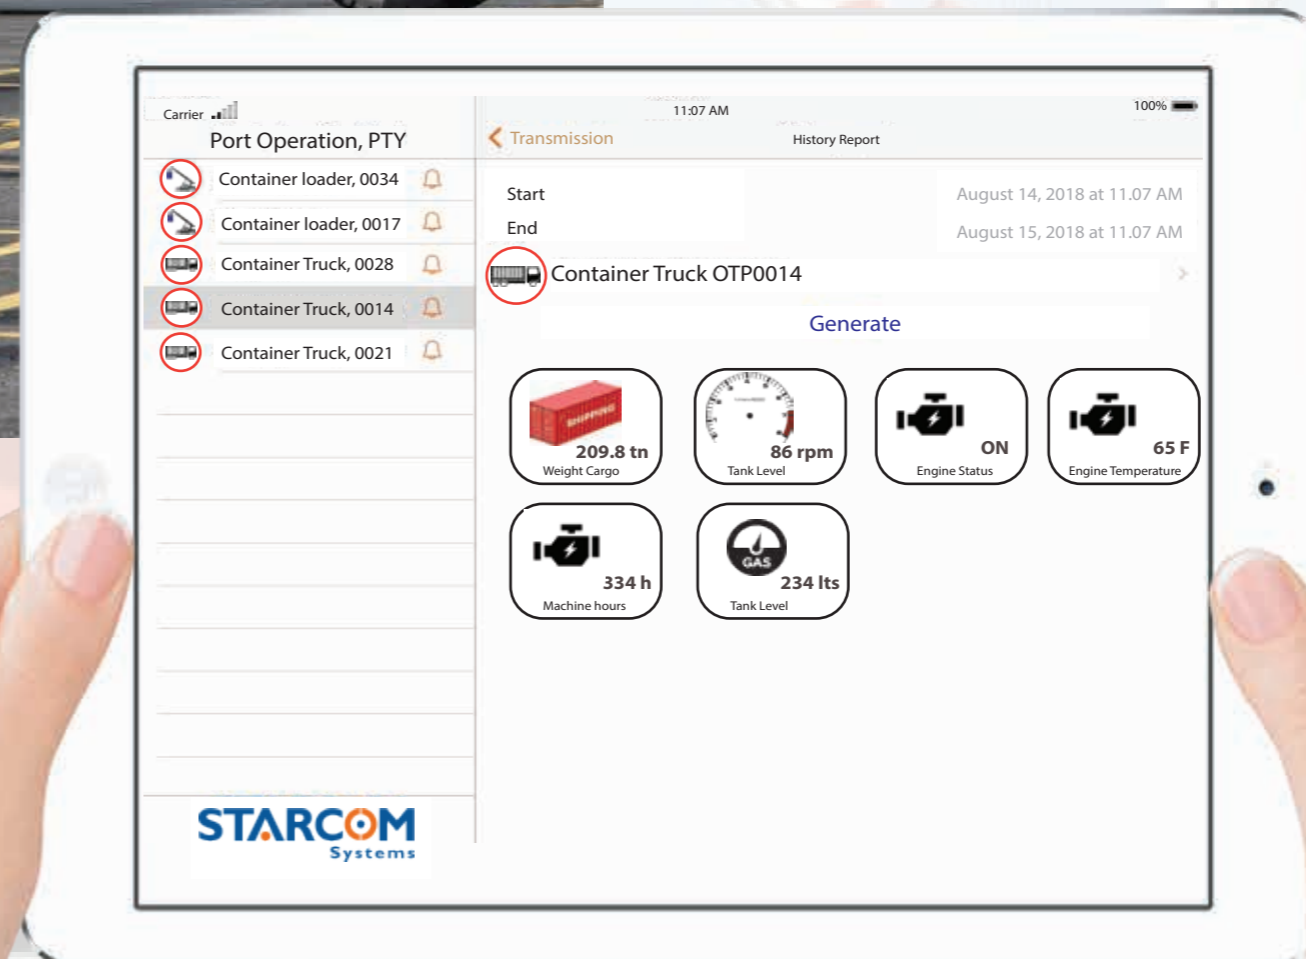 Carrier
11:07 AM
100%
Port Operation, PTY
Transmission
History Report
Container loader, 0034
Container loader, 0017
Container Truck, 0028
Container Truck, 0014
Container Truck, 0021
Start
August 14, 2018 at 11.07 AM
End
August 15, 2018 at 11.07 AM
Container Truck OTP0014
Generate
SHIPPING
209.8 tn
Weight Cargo
86 rpm
Tank Level
ON
Engine Status
65 F
Engine Temperature
334 h
Machine hours
GAS
234 lts
Tank Level
STARCOM
Systems